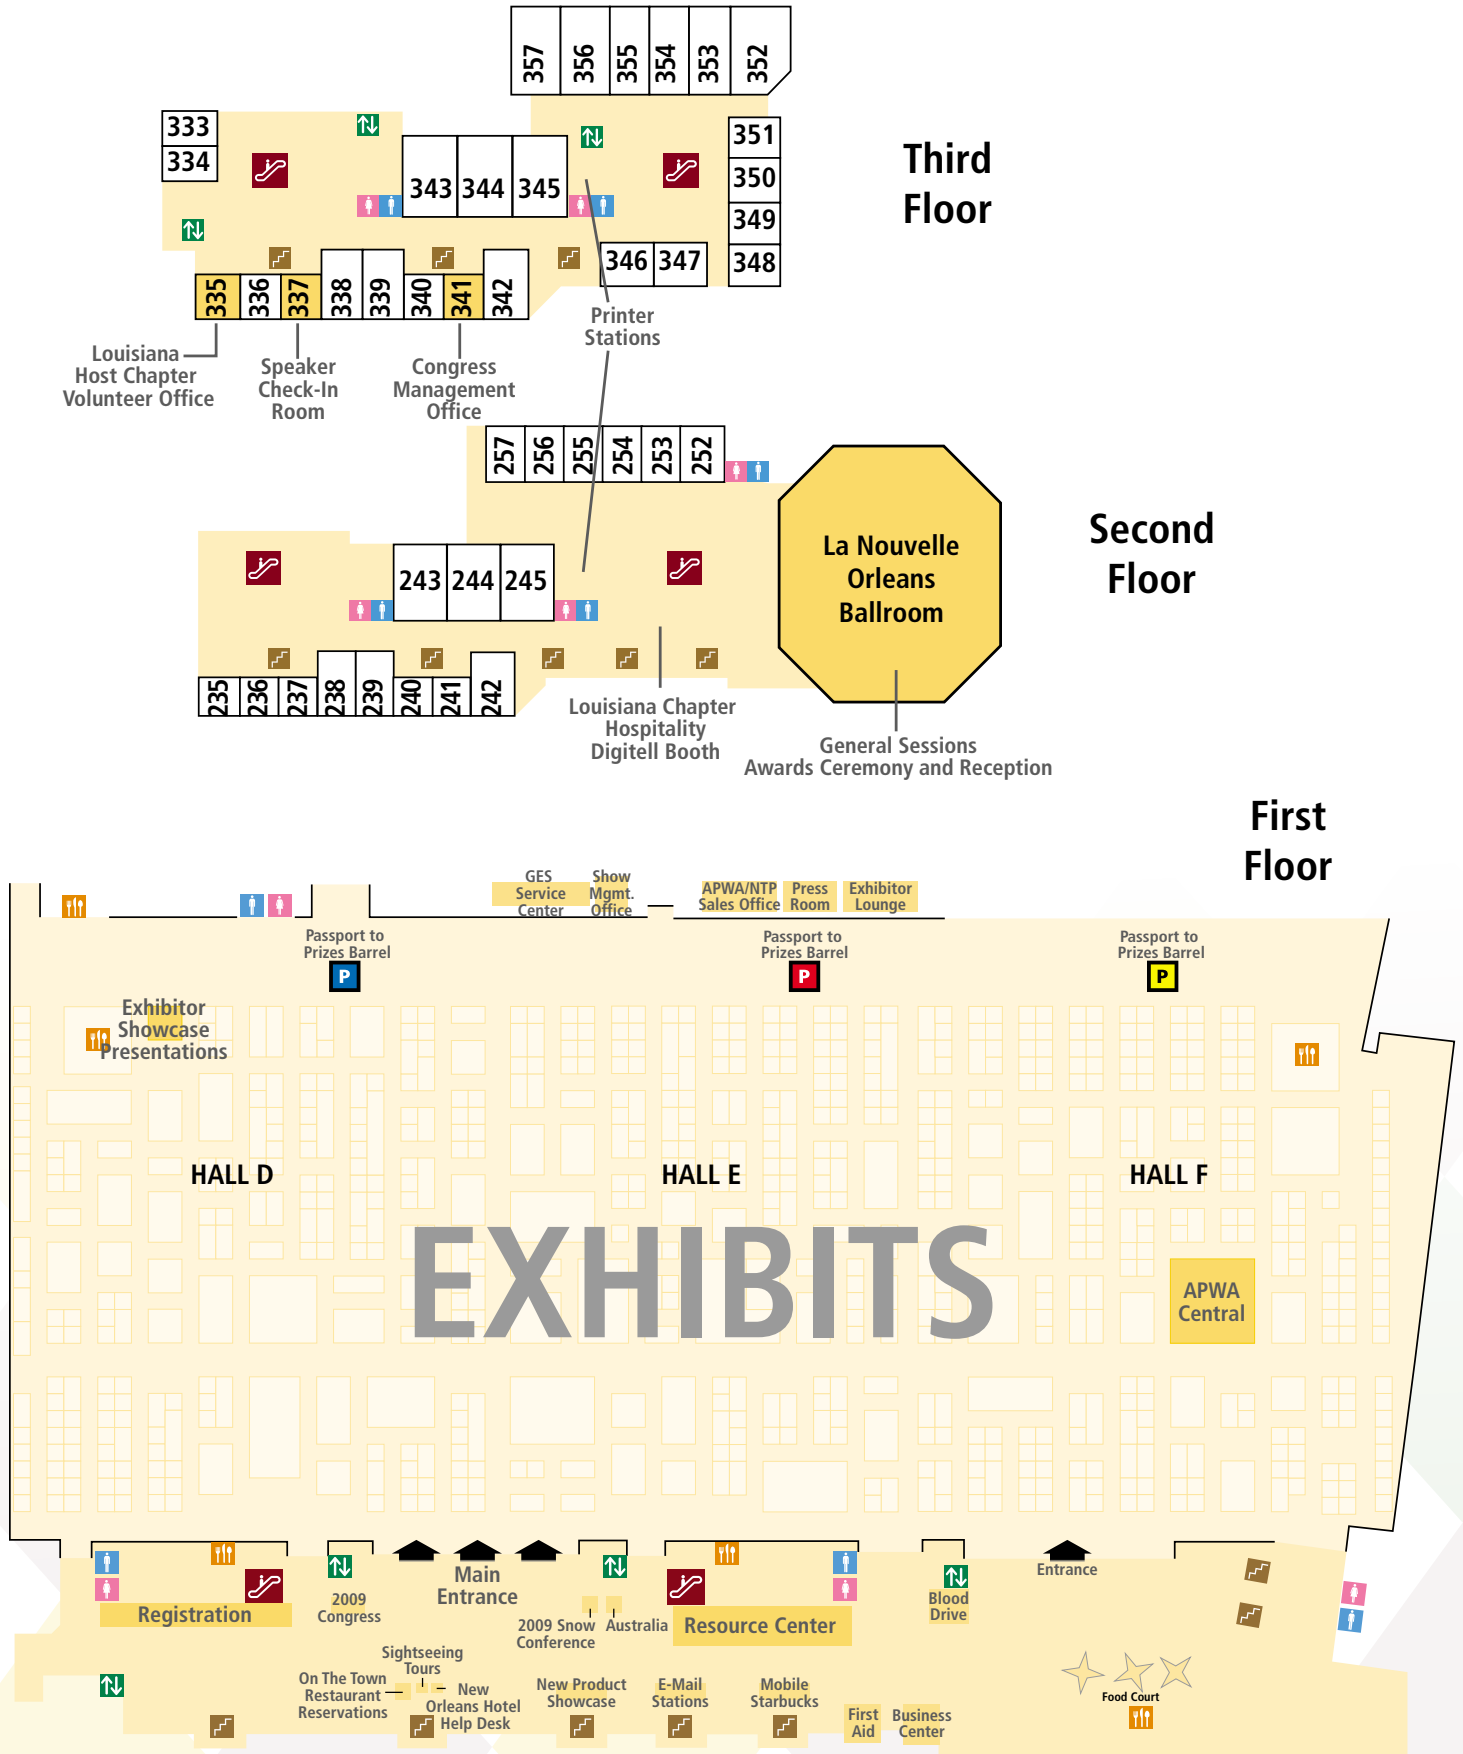 357
356
355
354
353
352
333
334
343
344
345
351
350
349
348
346
347
335
336
337
338
339
340
341
342
Third
Floor
Printer
Stations
Louisiana
Host Chapter
Volunteer Office
Speaker
Check-In
Room
Congress
Management
Office
257
256
255
254
253
252
243
244
245
235
236
237
238
239
240
241
242
La Nouvelle
Orleans
Ballroom
Second
Floor
Louisiana Chapter
Hospitality
Digitell Booth
General Sessions
Awards Ceremony and Reception
First
Floor
GES
Service
Center
Show
Mgmt.
Office
APWA/NTP
Sales Office
Press
Room
Exhibitor
Lounge
Passport to
Prizes Barrel
P
Passport to
Prizes Barrel
P
Passport to
Prizes Barrel
P
Exhibitor
Showcase
Presentations
HALL D
HALL E
HALL F
EXHIBITS
APWA
Central
Main
Entrance
Entrance
Registration
2009
Congress
2009 Snow
Conference
Australia
Resource Center
Blood
Drive
Sightseeing
Tours
On The Town
Restaurant
Reservations
New
Orleans Hotel
Help Desk
New Product
Showcase
E-Mail
Stations
Mobile
Starbucks
First
Aid
Business
Center
Food Court